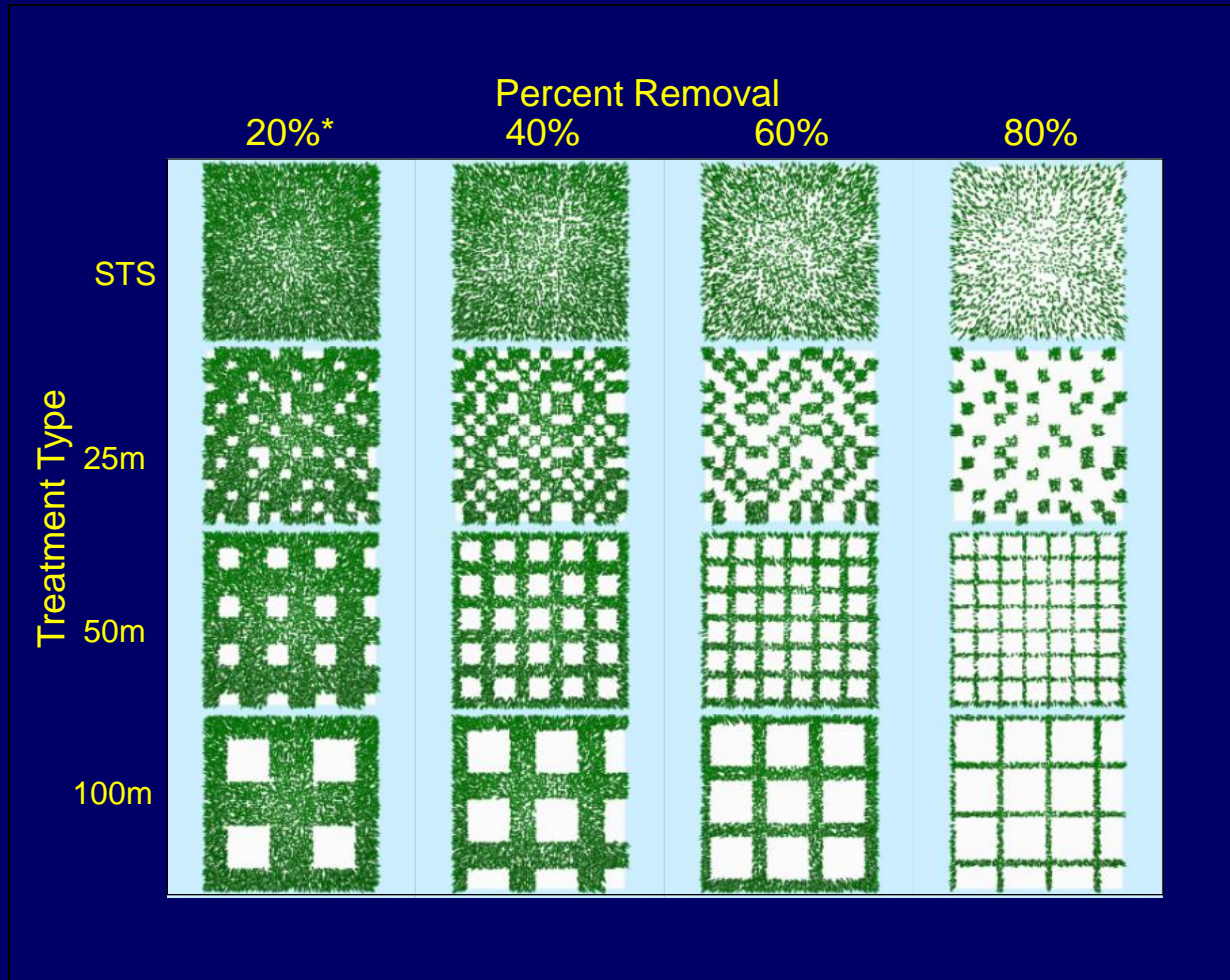 Percent Removal
20%* 40% 60% 80%
Treatment Type
STS
25m
50m
100m